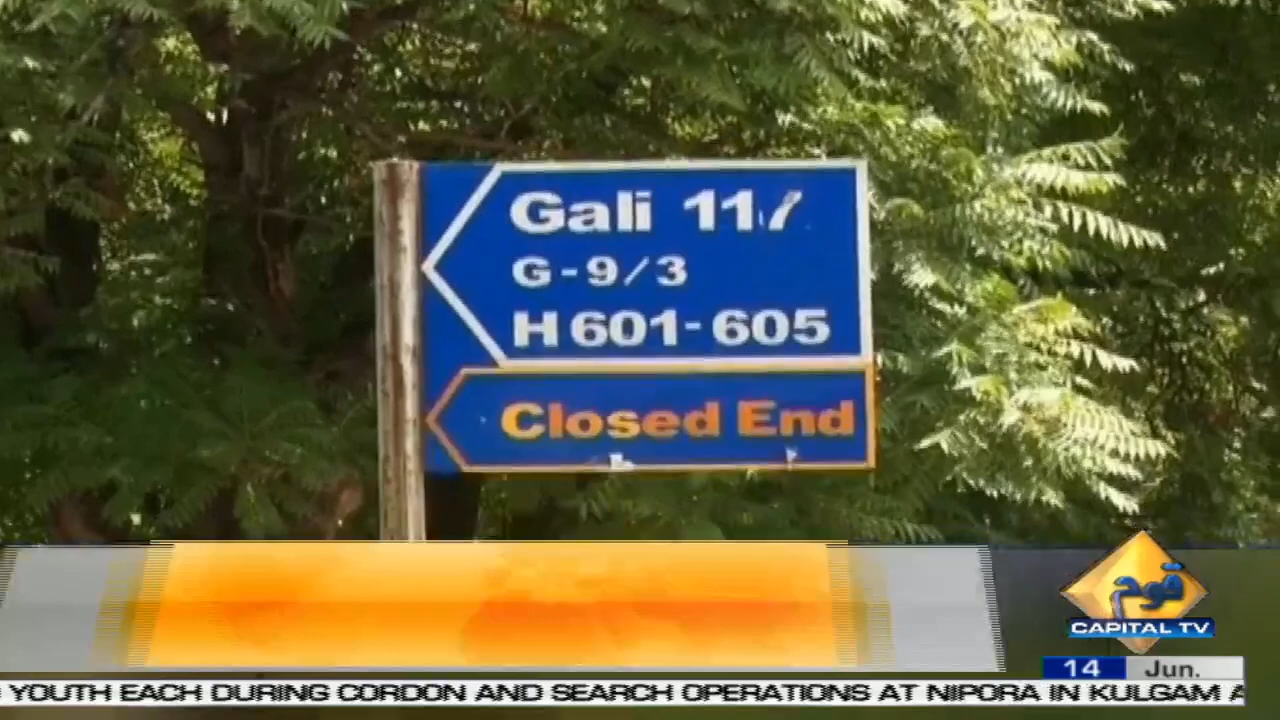 Gali 117
G-9/3
H 601-605
Closed End
قوم
CAPITAL TV
14 Jun.
YOUTH EACH DURING CORDON AND SEARCH OPERATIONS AT NIPORA IN KULGAM A